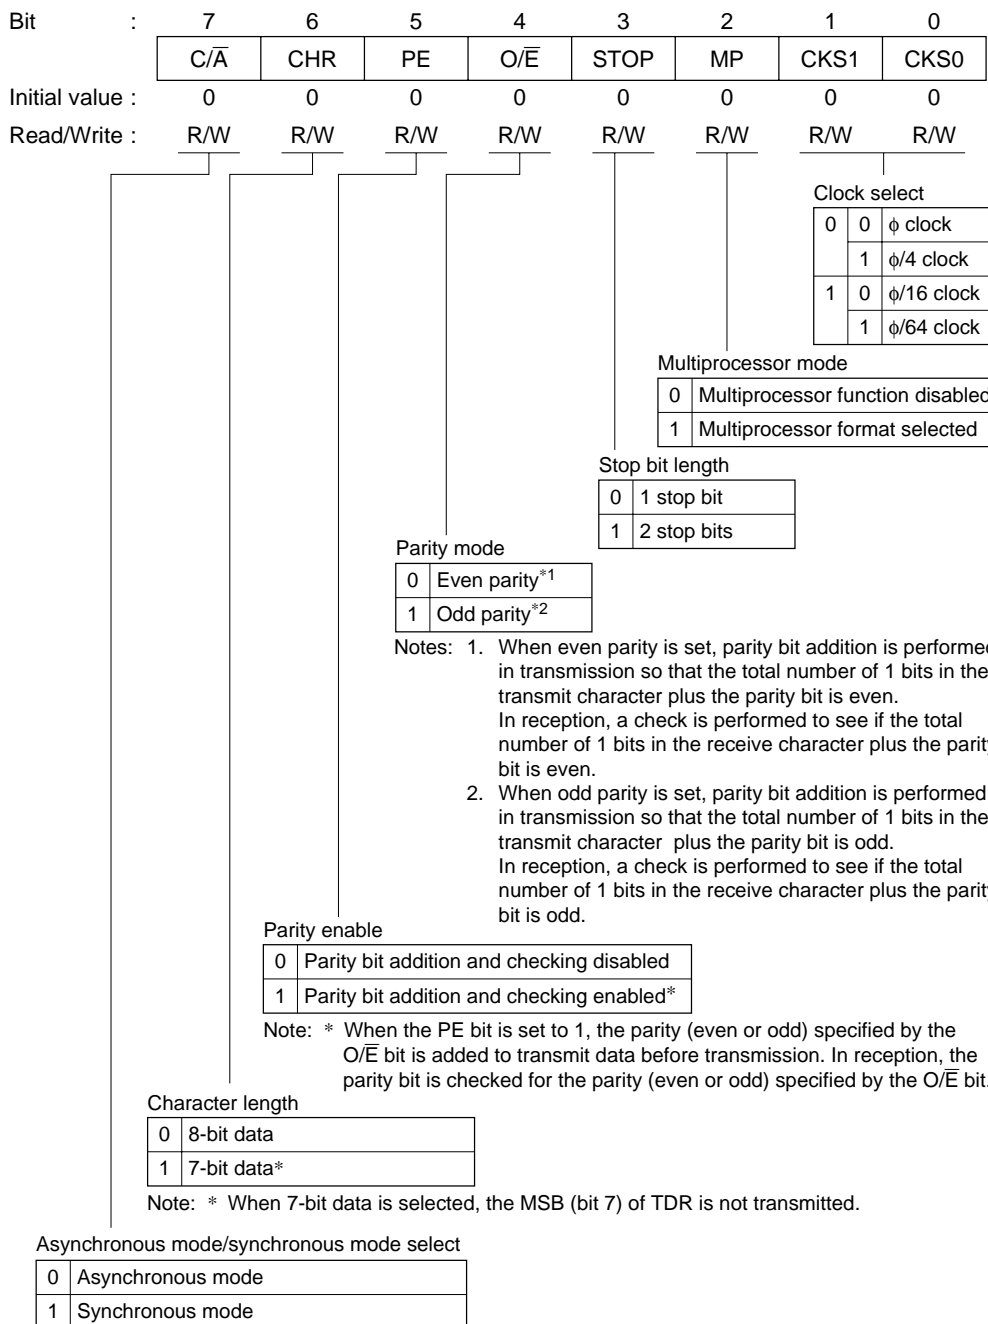 Bit : 7 6 5 4 3 2 1 0
C/A̅ CHR PE O/E̅ STOP MP CKS1 CKS0
Initial value : 0 0 0 0 0 0 0 0
Read/Write : R/W R/W R/W R/W R/W R/W R/W R/W
Clock select
0 0 φ clock
1 φ/4 clock
1 0 φ/16 clock
1 φ/64 clock
Multiprocessor mode
0 Multiprocessor function disabled
1 Multiprocessor format selected
Stop bit length
0 1 stop bit
1 2 stop bits
Parity mode
0 Even parity*1
1 Odd parity*2
Notes: 1. When even parity is set, parity bit addition is performed
in transmission so that the total number of 1 bits in the
transmit character plus the parity bit is even.
In reception, a check is performed to see if the total
number of 1 bits in the receive character plus the parity
bit is even.
2. When odd parity is set, parity bit addition is performed
in transmission so that the total number of 1 bits in the
transmit character plus the parity bit is odd.
In reception, a check is performed to see if the total
number of 1 bits in the receive character plus the parity
bit is odd.
Parity enable
0 Parity bit addition and checking disabled
1 Parity bit addition and checking enabled*
Note: * When the PE bit is set to 1, the parity (even or odd) specified by the
O/E̅ bit is added to transmit data before transmission. In reception, the
parity bit is checked for the parity (even or odd) specified by the O/E̅ bit.
Character length
0 8-bit data
1 7-bit data*
Note: * When 7-bit data is selected, the MSB (bit 7) of TDR is not transmitted.
Asynchronous mode/synchronous mode select
0 Asynchronous mode
1 Synchronous mode